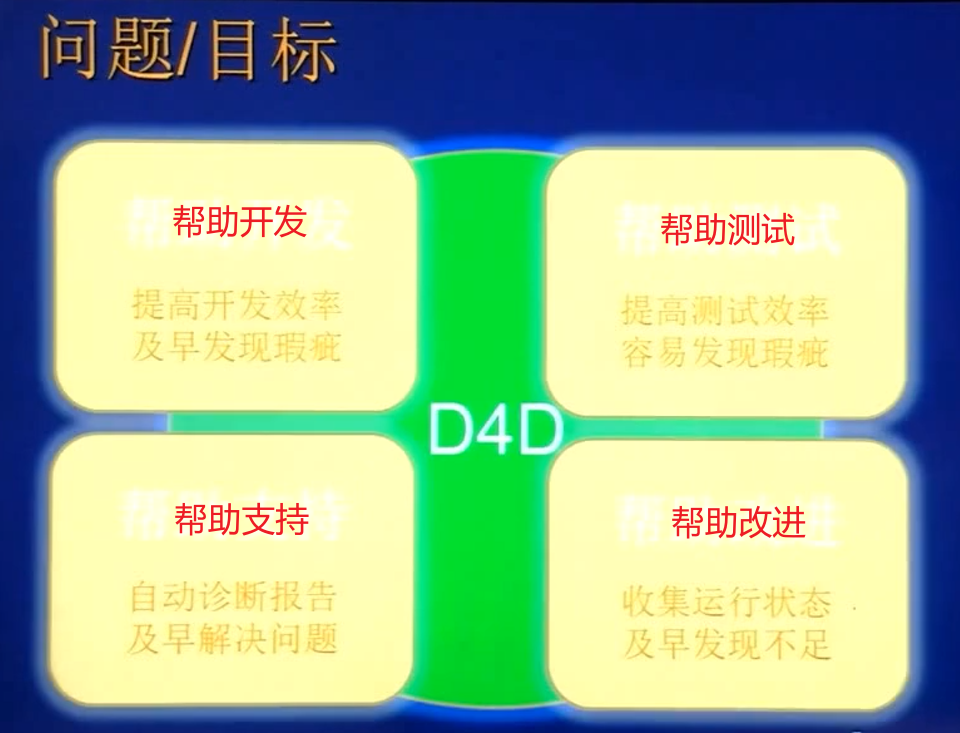 问题/目标
帮助开发
提高开发效率
及早发现瑕疵
帮助测试
提高测试效率
容易发现瑕疵
D4D
帮助支持
自动诊断报告
及早解决问题
帮助改进
收集运行状态
及早发现不足